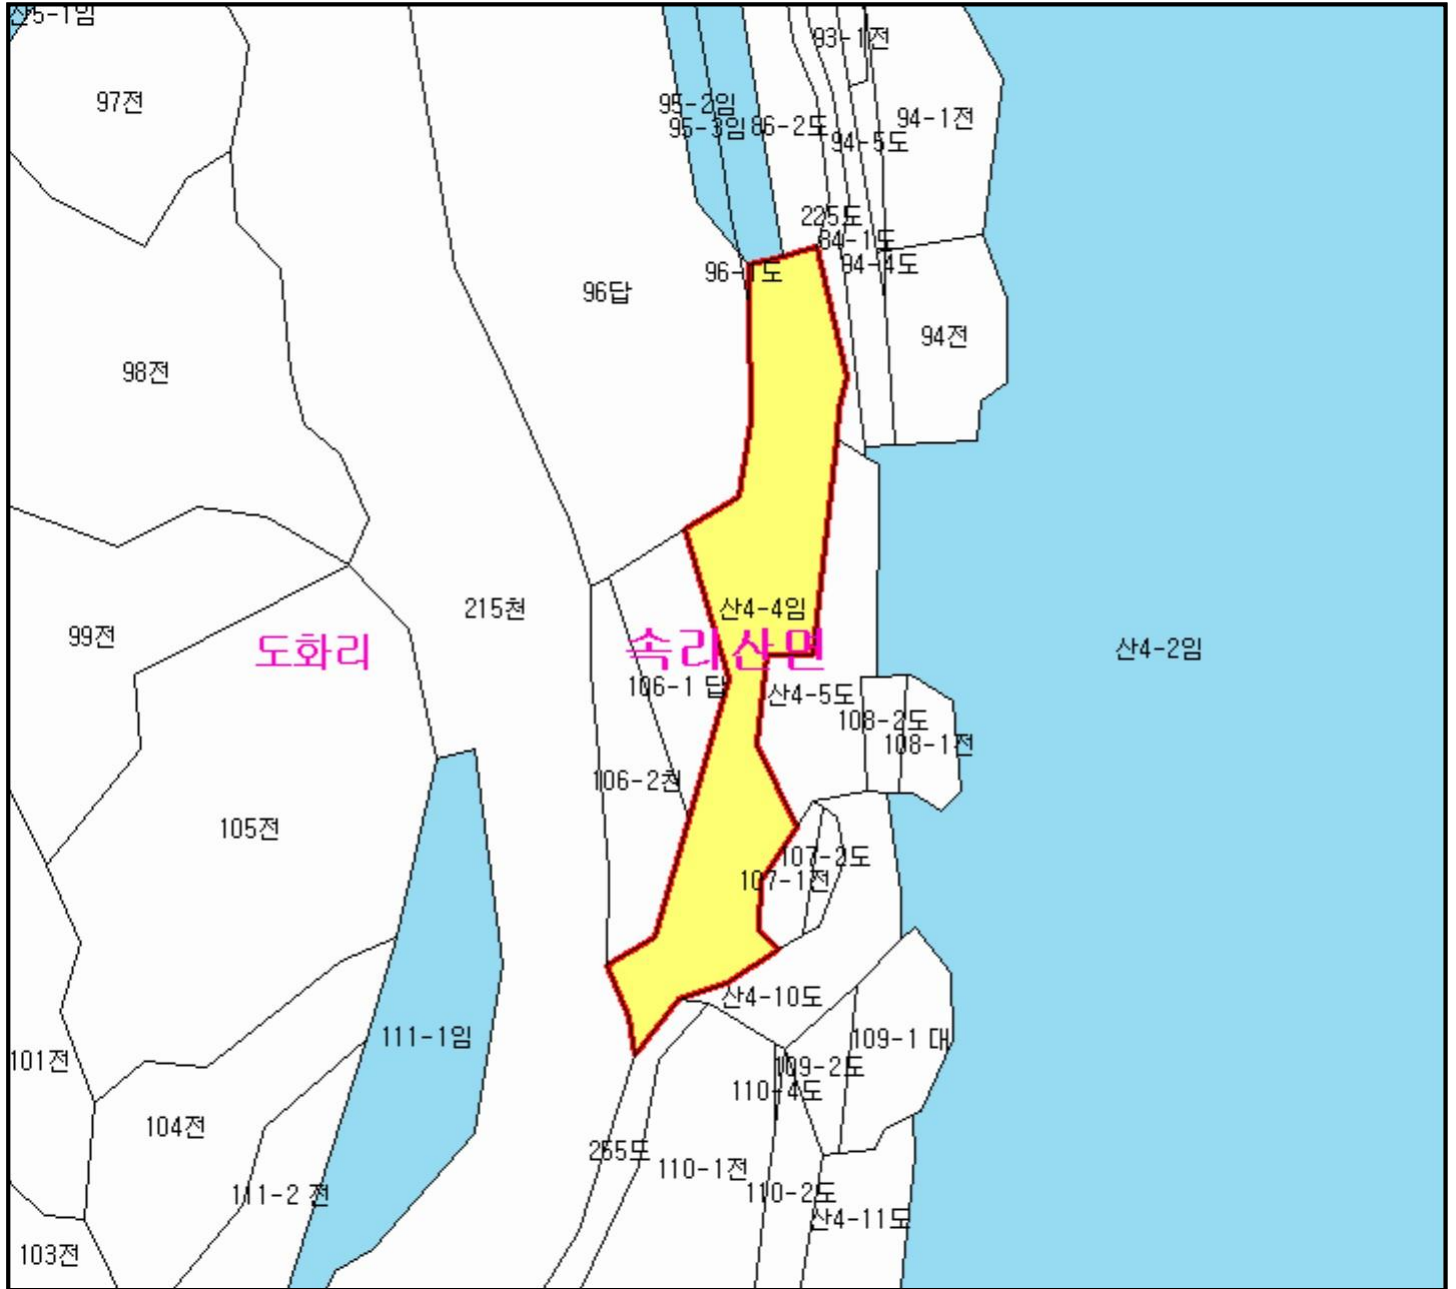 산5-1임
93-1전
97전
95-2임
95-3임
86-2도
94-5도
94-1전
225도
84-1도
94-4도
96-1도
96답
94전
98전
215천
산4-4임
99전
도화리
속리산면
산4-2임
106-1 답
산4-5도
108-2도
108-1전
106-2천
105전
107-2도
107-1전
산4-10도
111-1임
109-1 대
101전
109-2도
110-4도
104전
255도
110-1전
111-2 전
110-2도
산4-11도
103전